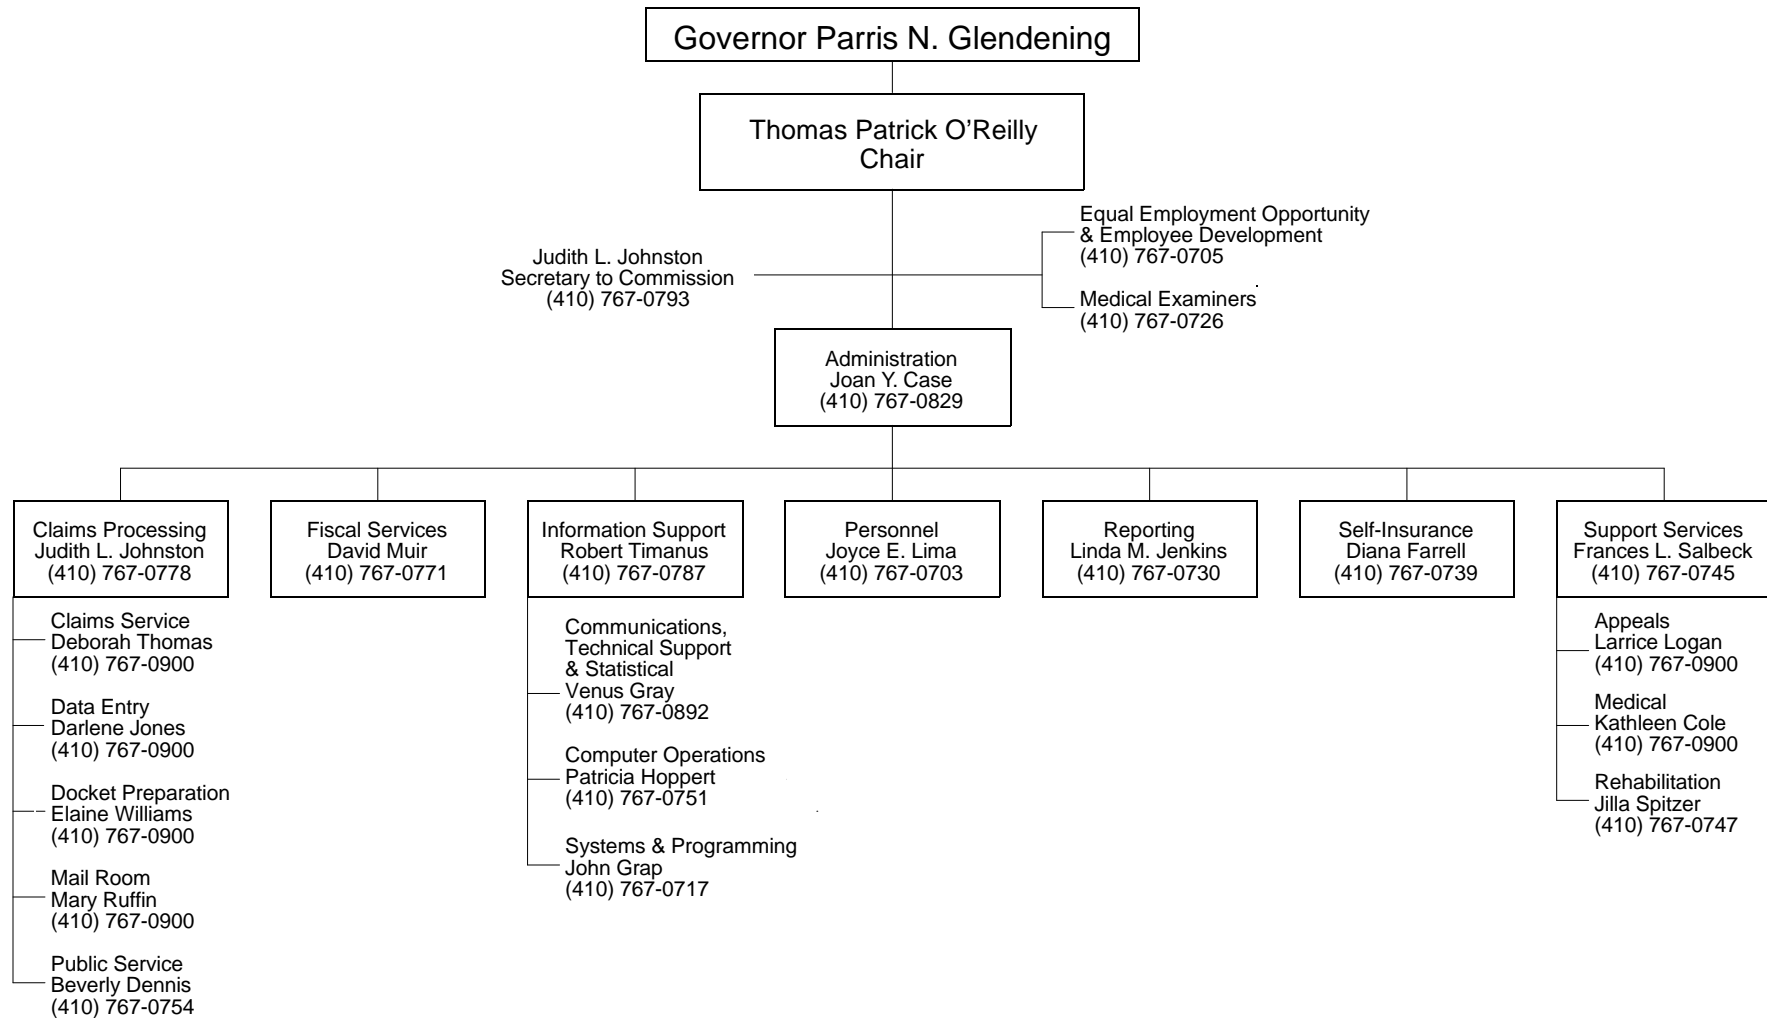 Governor Parris N. Glendening
Thomas Patrick O'Reilly
Chair
Judith L. Johnston
Secretary to Commission
(410) 767-0793
Equal Employment Opportunity
& Employee Development
(410) 767-0705
Medical Examiners
(410) 767-0726
Administration
Joan Y. Case
(410) 767-0829
Claims Processing
Judith L. Johnston
(410) 767-0778
Claims Service
Deborah Thomas
(410) 767-0900
Data Entry
Darlene Jones
(410) 767-0900
Docket Preparation
Elaine Williams
(410) 767-0900
Mail Room
Mary Ruffin
(410) 767-0900
Public Service
Beverly Dennis
(410) 767-0754
Fiscal Services
David Muir
(410) 767-0771
Information Support
Robert Timanus
(410) 767-0787
Communications,
Technical Support
& Statistical
Venus Gray
(410) 767-0892
Computer Operations
Patricia Hoppert
(410) 767-0751
Systems & Programming
John Grap
(410) 767-0717
Personnel
Joyce E. Lima
(410) 767-0703
Reporting
Linda M. Jenkins
(410) 767-0730
Self-Insurance
Diana Farrell
(410) 767-0739
Support Services
Frances L. Salbeck
(410) 767-0745
Appeals
Larrice Logan
(410) 767-0900
Medical
Kathleen Cole
(410) 767-0900
Rehabilitation
Jilla Spitzer
(410) 767-0747